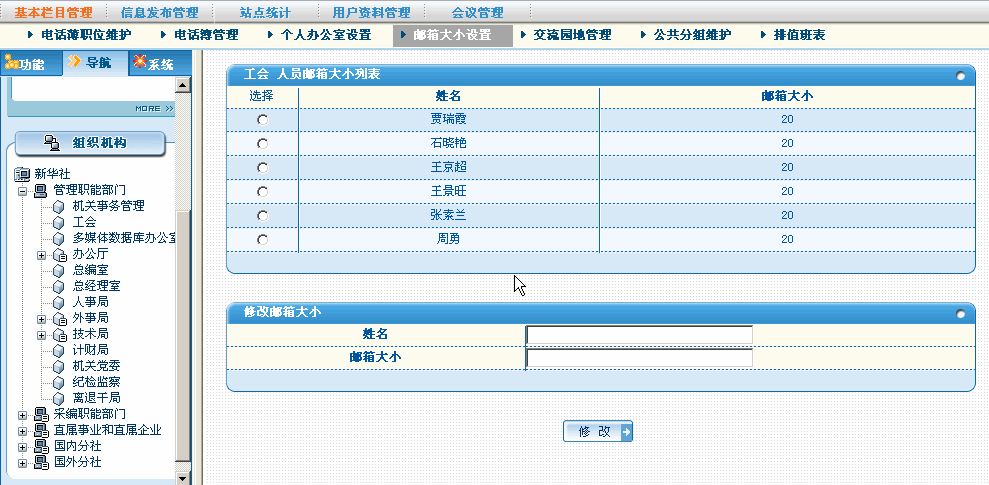 基本栏目管理 信息发布管理 站点统计 用户资料管理 会议管理
电话薄职位维护 电话簿管理 个人办公室设置 邮箱大小设置 交流园地管理 公共分组维护 排值班表
功能 导航 系统
MORE >>
组织机构
新华社
管理职能部门
机关事务管理
工会
多媒体数据库办公室
办公厅
总编室
总经理室
人事局
外事局
技术局
计财局
机关党委
纪检监察
离退干局
采编职能部门
直属事业和直属企业
国内分社
国外分社
工会 人员邮箱大小列表
选择 姓名 邮箱大小
贾瑞霞 20
石晓艳 20
王京超 20
王景旺 20
张素兰 20
周勇 20
修改邮箱大小
姓名
邮箱大小
修 改